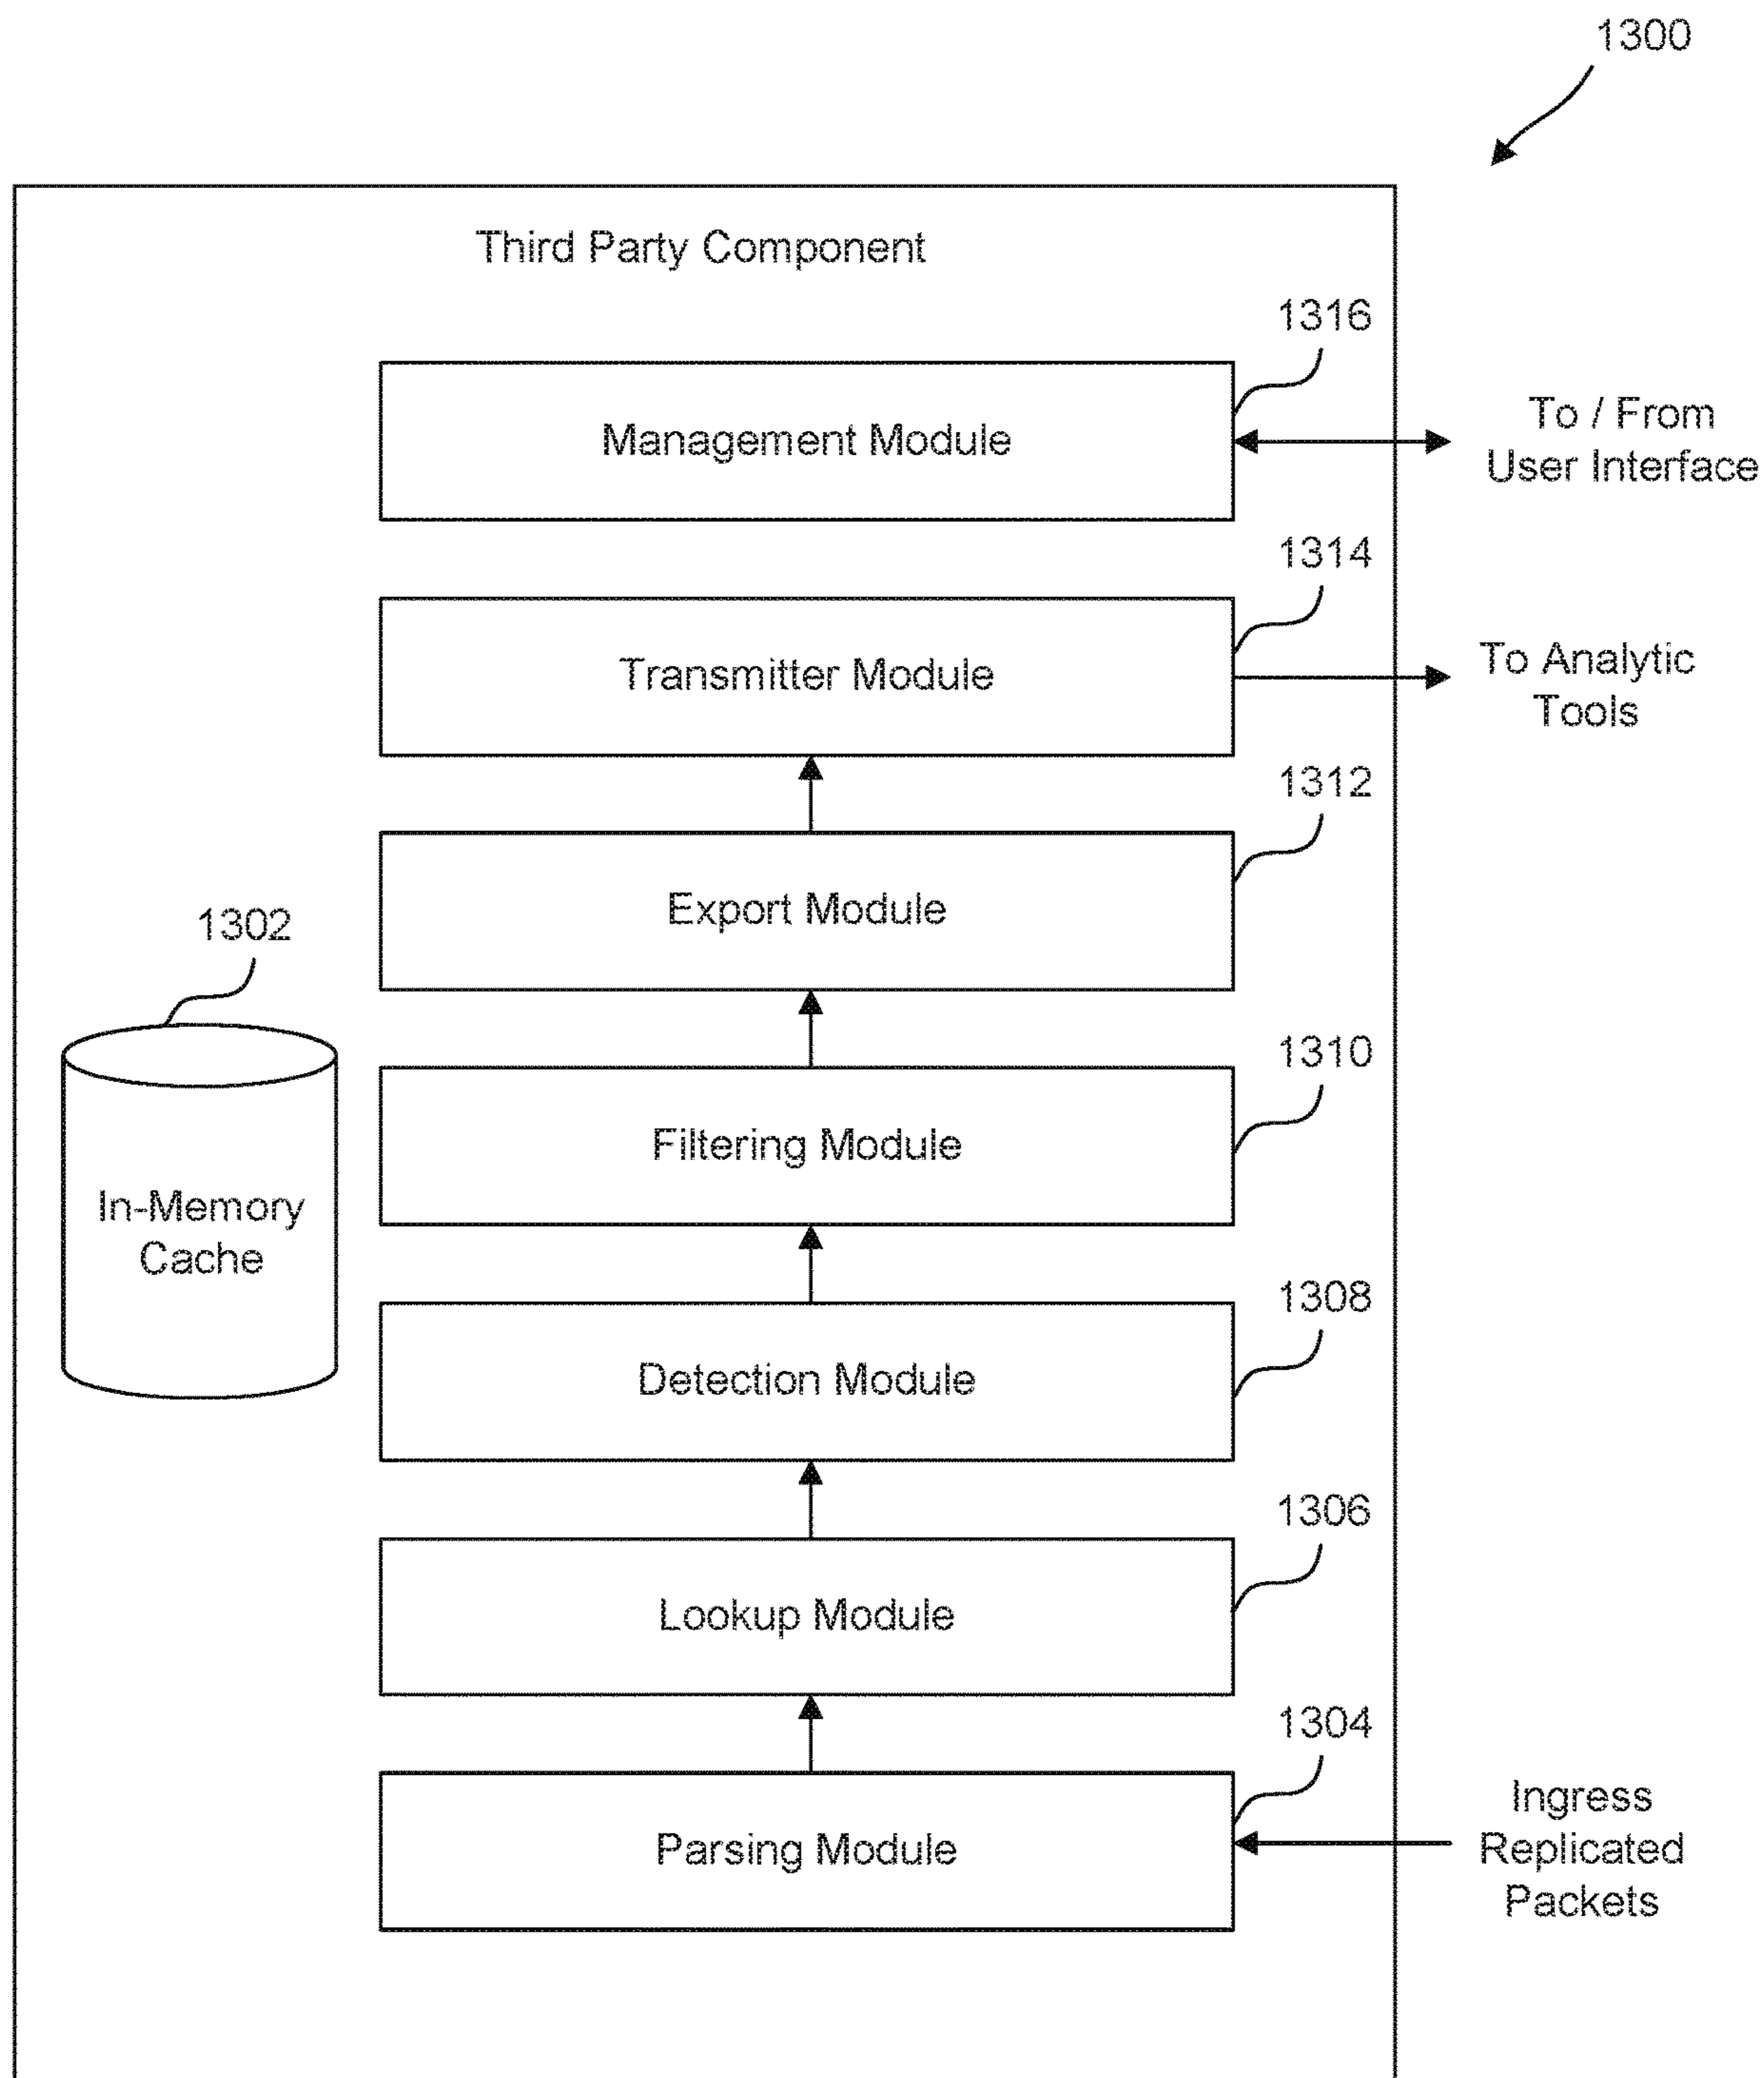 1300
Third Party Component
1316
Management Module
To / From
User Interface
1314
Transmitter Module
To Analytic
Tools
1312
Export Module
1302
In-Memory
Cache
1310
Filtering Module
1308
Detection Module
1306
Lookup Module
1304
Parsing Module
Ingress
Replicated
Packets